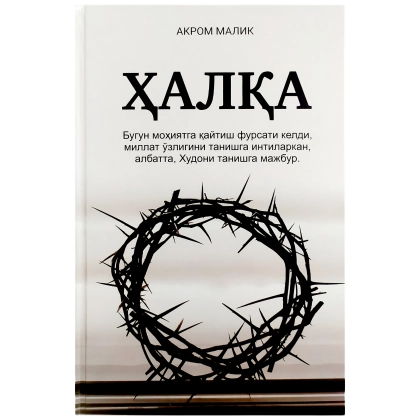 АКРОМ МАЛИК
ҲАЛҚА
Бугун моҳиятга қайтиш фурсати келди,
миллат ўзлигини танишга интиларкан,
албатта, Худони танишга мажбур.